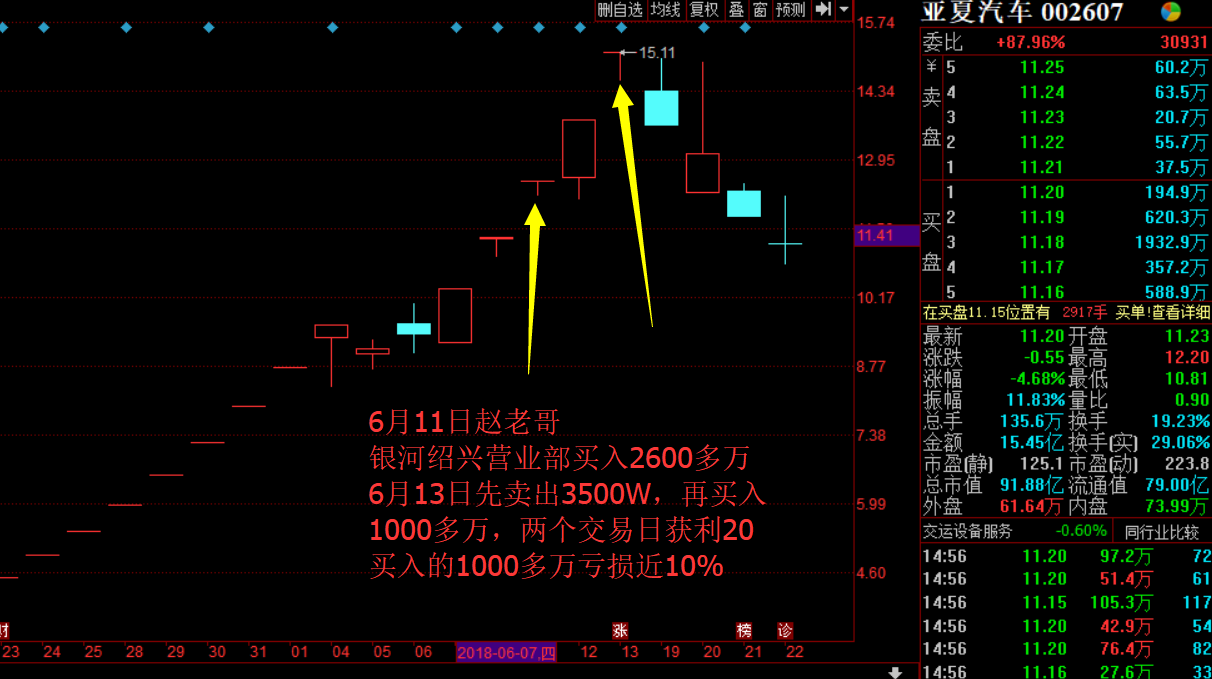 删自选 均线 复权 叠 窗 预测
亚夏汽车 002607
15.74
14.34
12.95
11.41
10.17
8.77
7.38
5.99
4.60
15.11
委比 +87.96% 30931
¥ 5 11.25 60.2万
卖 4 11.24 63.5万
3 11.23 20.7万
盘 2 11.22 55.7万
1 11.21 37.5万
1 11.20 194.9万
买 2 11.19 620.3万
3 11.18 1932.9万
盘 4 11.17 357.2万
5 11.16 588.9万
在买盘11.15位置有 2917手 买单!查看详细
最新 11.20 开盘 11.23
涨跌 -0.55 最高 12.20
涨幅 -4.68% 最低 10.81
振幅 11.83% 量比 0.90
总手 135.6万 换手 19.23%
金额 15.45亿 换手(实) 29.06%
市盈(静) 125.1 市盈(动) 223.8
总市值 91.88亿 流通值 79.00亿
外盘 61.64万 内盘 73.99万
交运设备服务 -0.60% 同行业比较
14:56 11.20 97.2万 72
14:56 11.20 51.4万 61
14:56 11.15 105.3万 117
14:56 11.20 42.9万 54
14:56 11.20 76.4万 82
14:56 11.16 27.6万 33
6月11日赵老哥
银河绍兴营业部买入2600多万
6月13日先卖出3500W，再买入
1000多万，两个交易日获利20
买入的1000多万亏损近10%
财 涨 榜 诊
23 24 25 28 29 30 31 01 04 05 06 2018-06-07,四 12 13 19 20 21 22